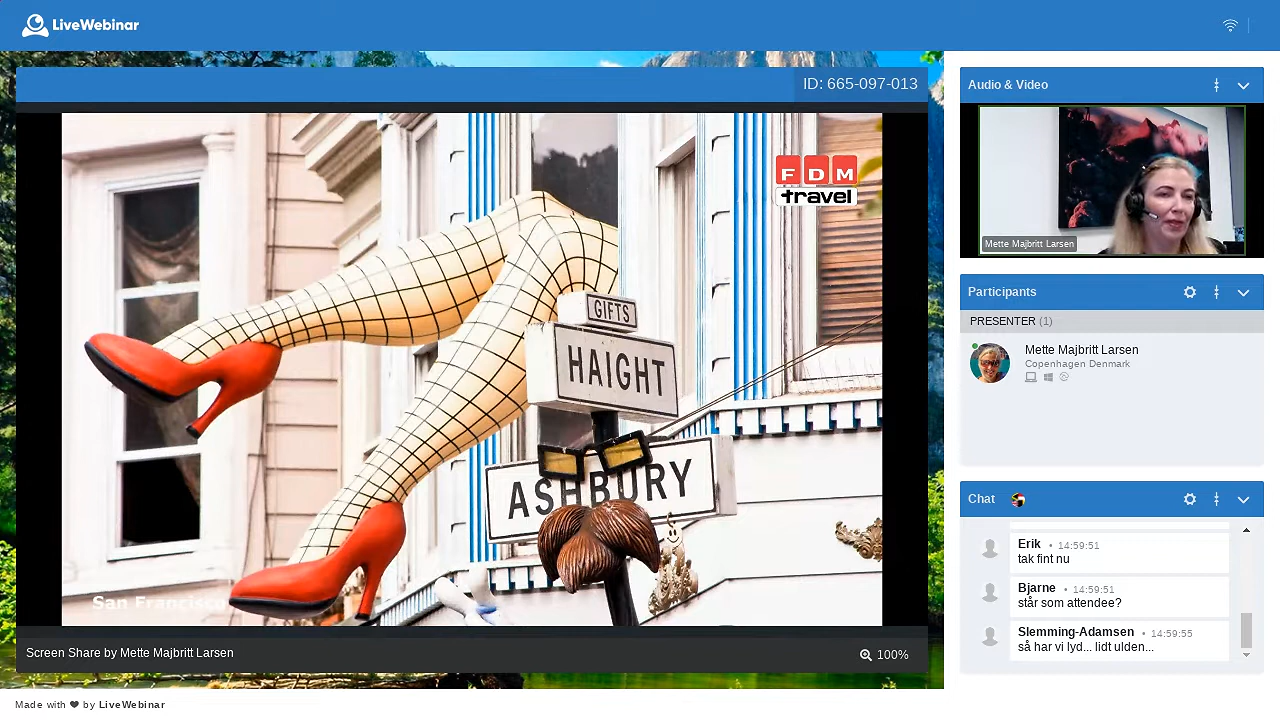 LiveWebinar
ID: 665-097-013
FDM
travel
GIFTS
HAIGHT
ASHBURY
San Francisco
Screen Share by Mette Majbritt Larsen
100%
Made with by LiveWebinar
Audio & Video
Mette Majbritt Larsen
Participants
PRESENTER (1)
Mette Majbritt Larsen
Copenhagen Denmark
Chat
Erik • 14:59:51
tak fint nu
Bjarne • 14:59:51
står som attendee?
Slemming-Adamsen • 14:59:55
så har vi lyd... lidt ulden...